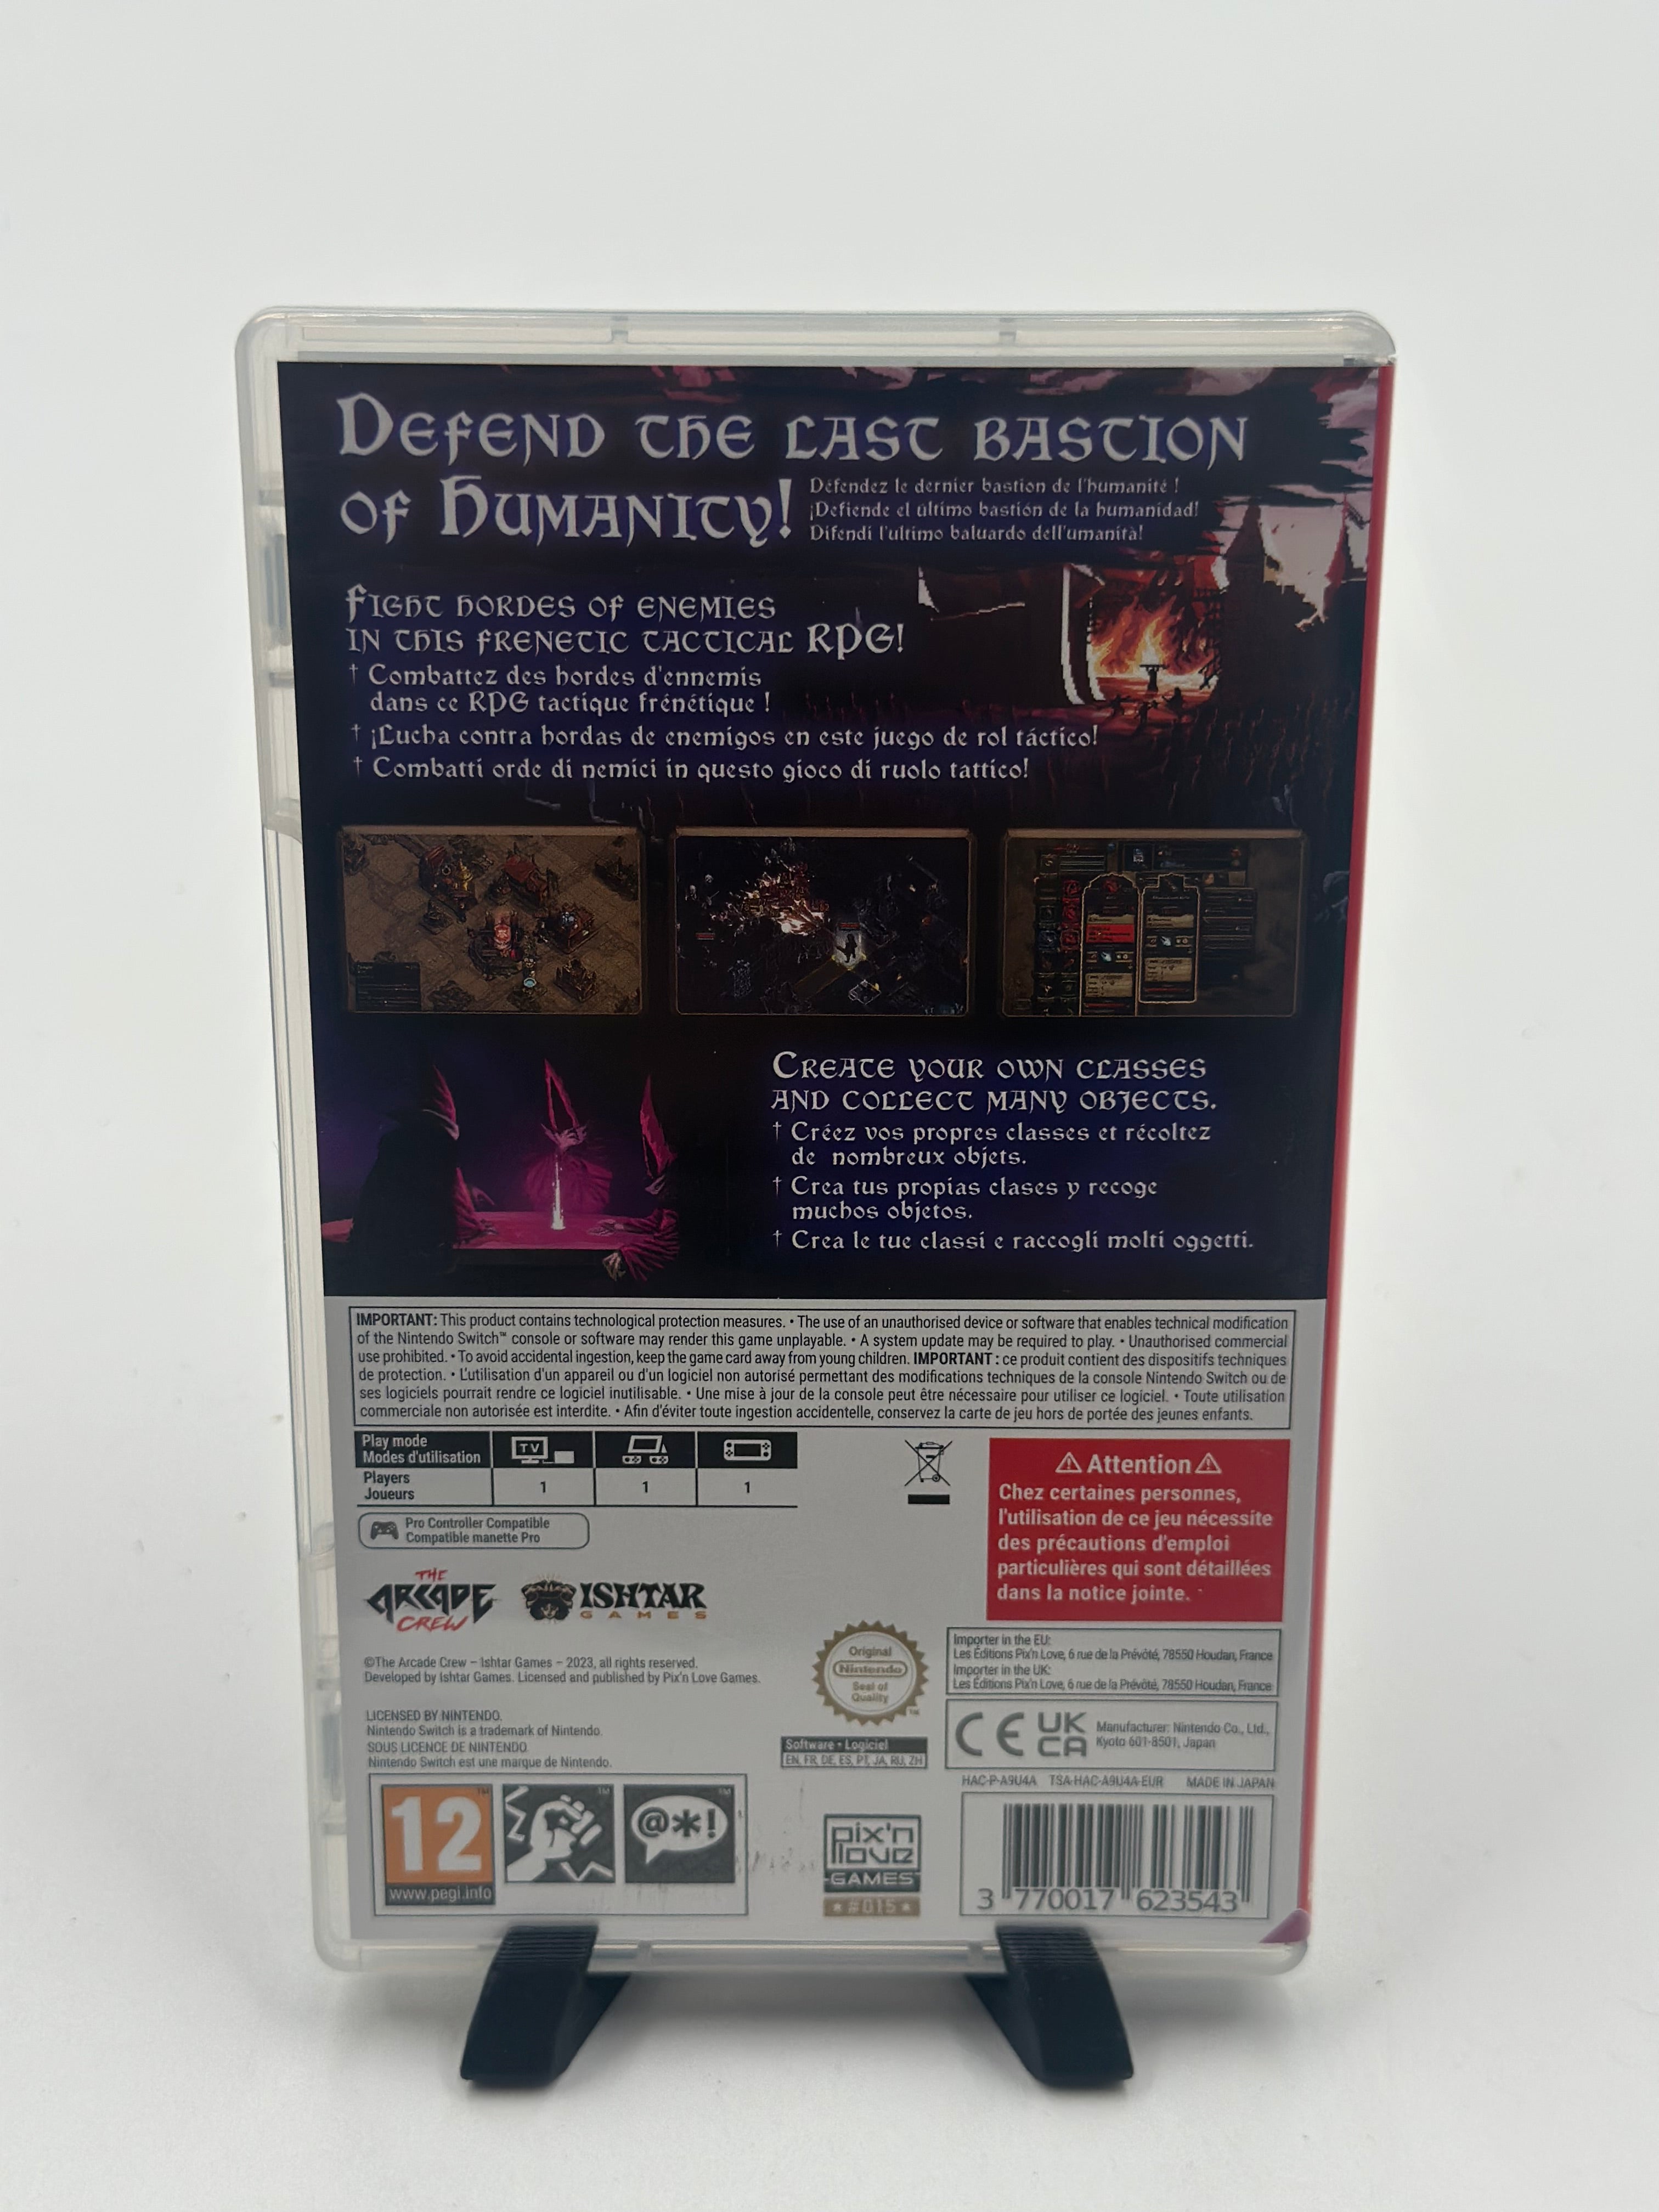 DEFEND THE LAST BASTION
OF HUMANITY!
Défendez le dernier bastion de l'humanité !
¡Defiende el último bastión de la humanidad!
Difendi l'ultimo baluardo dell'umanità!
FIGHT HORDES OF ENEMIES
IN THIS FRENETIC TACTICAL RPG!
† Combattez des hordes d'ennemis
dans ce RPG tactique frénétique !
† ¡Lucha contra hordas de enemigos en este juego de rol táctico!
† Combatti orde di nemici in questo gioco di ruolo tattico!
CREATE YOUR OWN CLASSES
AND COLLECT MANY OBJECTS.
† Créez vos propres classes et récoltez
de nombreux objets.
† Crea tus propias clases y recoge
muchos objetos.
† Crea le tue classi e raccogli molti oggetti.
IMPORTANT: This product contains technological protection measures. • The use of an unauthorised device or software that enables technical modification
of the Nintendo Switch™ console or software may render this game unplayable. • A system update may be required to play. • Unauthorised commercial
use prohibited. • To avoid accidental ingestion, keep the game card away from young children. IMPORTANT : ce produit contient des dispositifs techniques
de protection. • L'utilisation d'un appareil ou d'un logiciel non autorisé permettant des modifications techniques de la console Nintendo Switch ou de
ses logiciels pourrait rendre ce logiciel inutilisable. • Une mise à jour de la console peut être nécessaire pour utiliser ce logiciel. • Toute utilisation
commerciale non autorisée est interdite. • Afin d'éviter toute ingestion accidentelle, conservez la carte de jeu hors de portée des jeunes enfants.
Play mode
Modes d'utilisation
TV
Players
Joueurs
1 1 1
Pro Controller Compatible
Compatible manette Pro
⚠ Attention ⚠
Chez certaines personnes,
l'utilisation de ce jeu nécessite
des précautions d'emploi
particulières qui sont détaillées
dans la notice jointe.
THE
ARCADE
CREW
ISHTAR
GAMES
©The Arcade Crew – Ishtar Games – 2023, all rights reserved.
Developed by Ishtar Games. Licensed and published by Pix'n Love Games.
LICENSED BY NINTENDO.
Nintendo Switch is a trademark of Nintendo.
SOUS LICENCE DE NINTENDO.
Nintendo Switch est une marque de Nintendo.
Original
Nintendo
Seal of
Quality
TM
Importer in the EU:
Les Éditions Pix'n Love, 6 rue de la Prévôté, 78550 Houdan, France
Importer in the UK:
Les Éditions Pix'n Love, 6 rue de la Prévôté, 78550 Houdan, France
CE UK
CA
Manufacturer: Nintendo Co., Ltd.,
Kyoto 601-8501, Japan
Software • Logiciel
EN, FR, DE, ES, PT, JA, RU, ZH
HAC-P-A9U4A TSA-HAC-A9U4A-EUR MADE IN JAPAN
12
www.pegi.info
@*!
pix'n
love
GAMES
#015
3 770017 623543